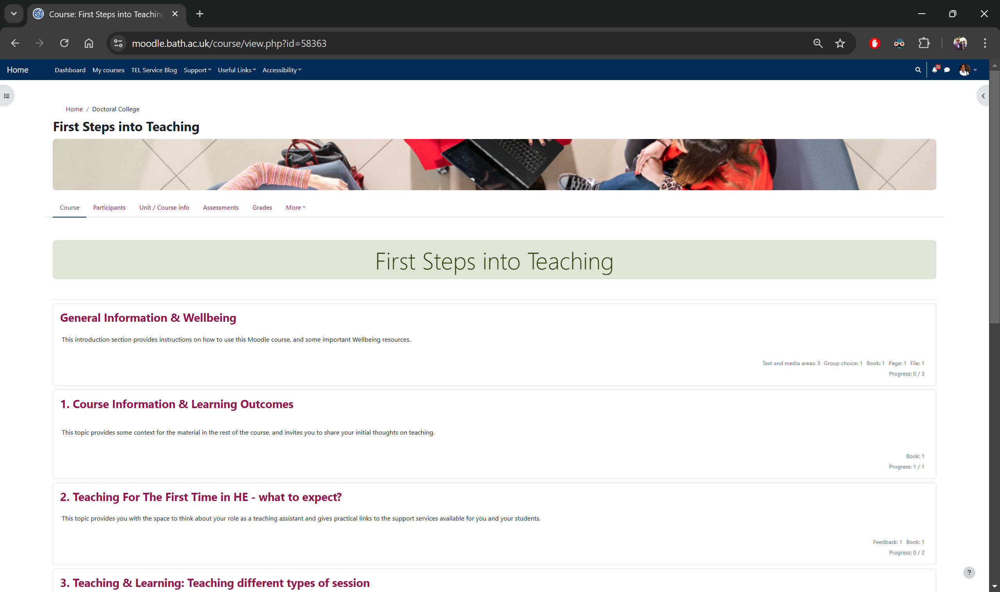 Course: First Steps into Teaching
moodle.bath.ac.uk/course/view.php?id=58363
Home Dashboard My courses TEL Service Blog Support Useful Links Accessibility 25
Home / Doctoral College
First Steps into Teaching
Course Participants Unit / Course info Assessments Grades More
First Steps into Teaching
General Information & Wellbeing
This introduction section provides instructions on how to use this Moodle course, and some important Wellbeing resources.
Text and media areas: 3 Group choice: 1 Book: 1 Page: 1 File: 1
Progress: 0 / 3
1. Course Information & Learning Outcomes
This topic provides some context for the material in the rest of the course, and invites you to share your initial thoughts on teaching.
Book: 1
Progress: 1 / 1
2. Teaching For The First Time in HE - what to expect?
This topic provides you with the space to think about your role as a teaching assistant and gives practical links to the support services available for you and your students.
Feedback: 1 Book: 1
Progress: 0 / 2
?
3. Teaching & Learning: Teaching different types of session